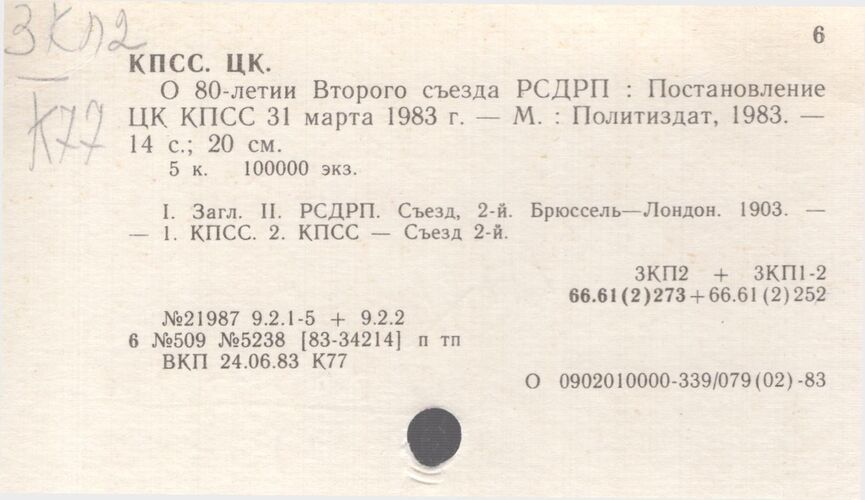 3КП2
К77
6
КПСС. ЦК.
О 80-летии Второго съезда РСДРП : Постановление
ЦК КПСС 31 марта 1983 г. — М. : Политиздат, 1983. —
14 с.; 20 см.
5 к. 100000 экз.
I. Загл. II. РСДРП. Съезд, 2-й. Брюссель—Лондон. 1903. —
— 1. КПСС. 2. КПСС — Съезд 2-й.
3КП2 + 3КП1-2
66.61(2)273+66.61(2)252
№21987 9.2.1-5 + 9.2.2
6 №509 №5238 [83-34214] п тп
ВКП 24.06.83 К77
О 0902010000-339/079(02)-83